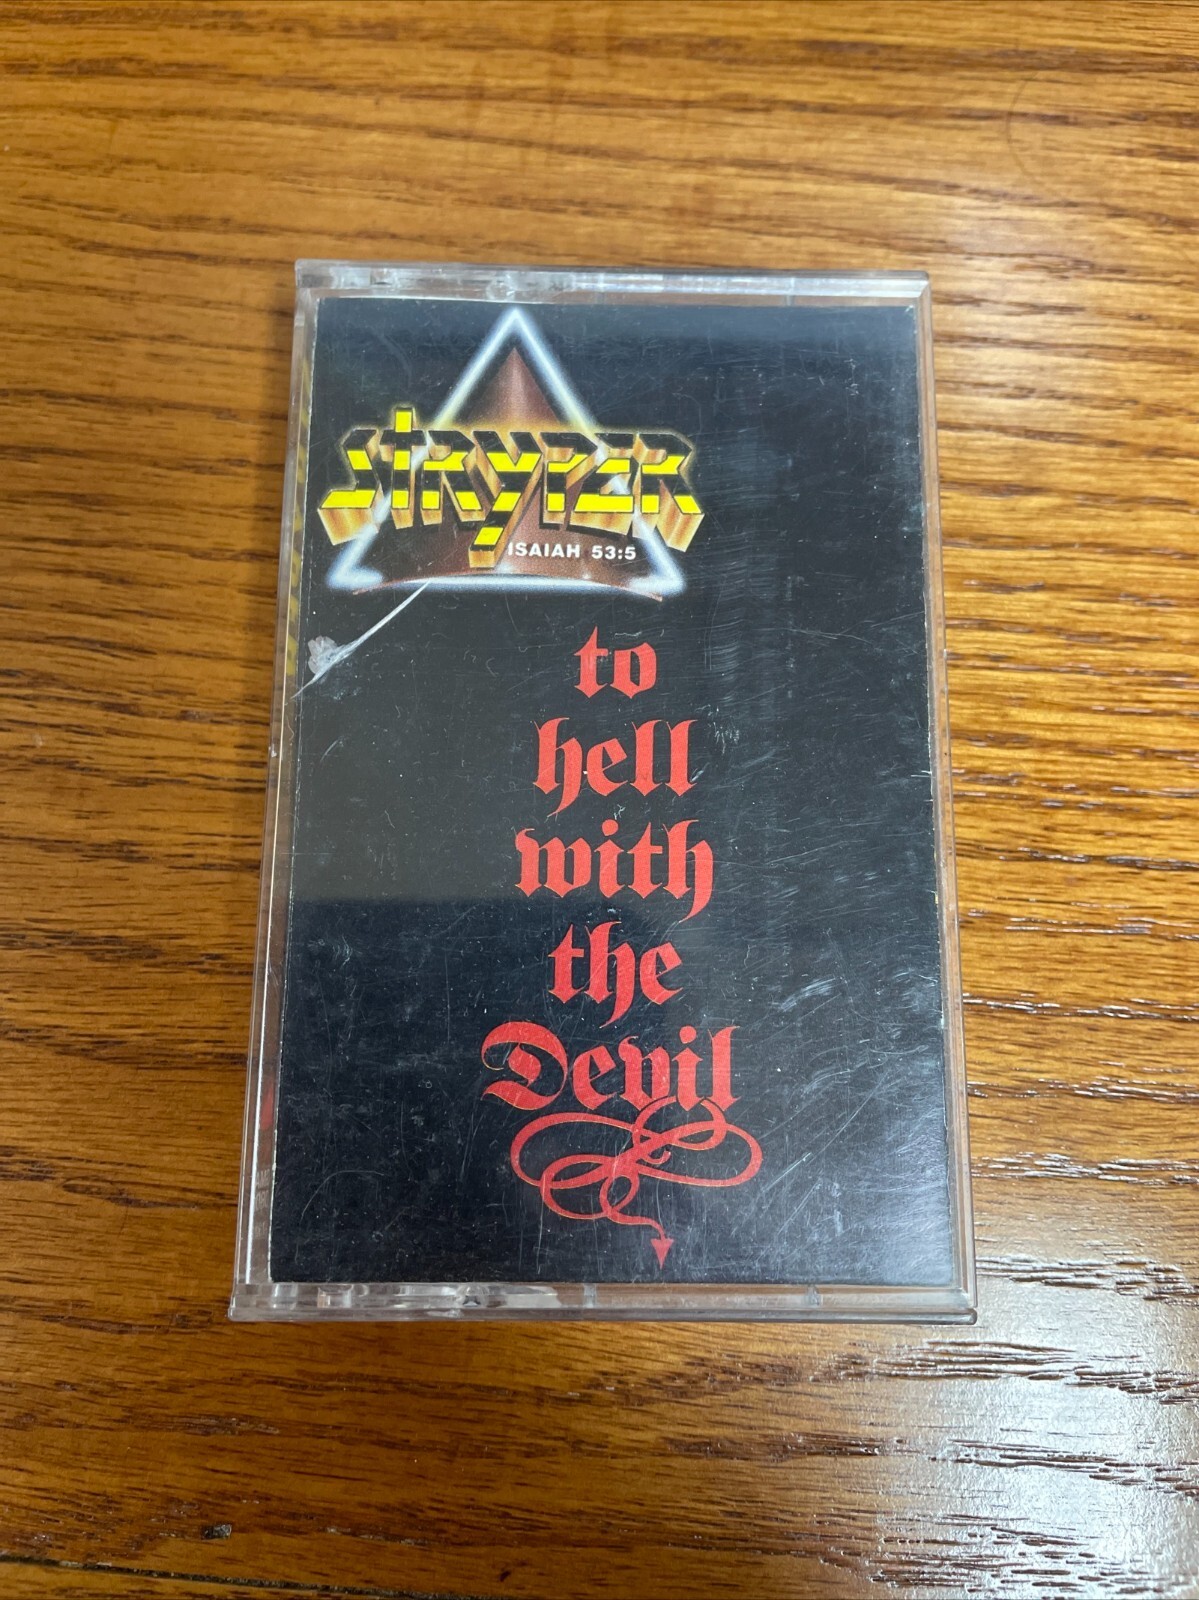 STRYPER
ISAIAH 53:5
to
hell
with
the
Devil